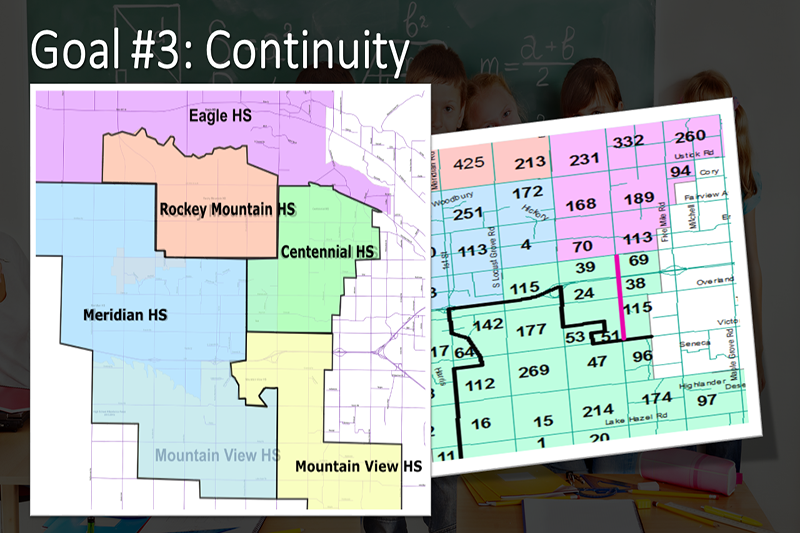 Goal #3: Continuity
Eagle HS
Rockey Mountain HS
Centennial HS
Meridian HS
Mountain View HS
Mountain View HS
425
213
231
332
260
Ustick Rd
94
Cory
Woodbury
172
168
189
Fairview A
Mitchell
251
Hickory
Five Mile Rd
113
4
70
113
S Locust Grove Rd
39
69
115
24
38
Overland
142
177
115
Victo
17
64
53
51
Seneca
Maple Grove Rd
112
269
47
96
Highlander
16
15
214
174
97
Lake Hazel Rd
11
1
20